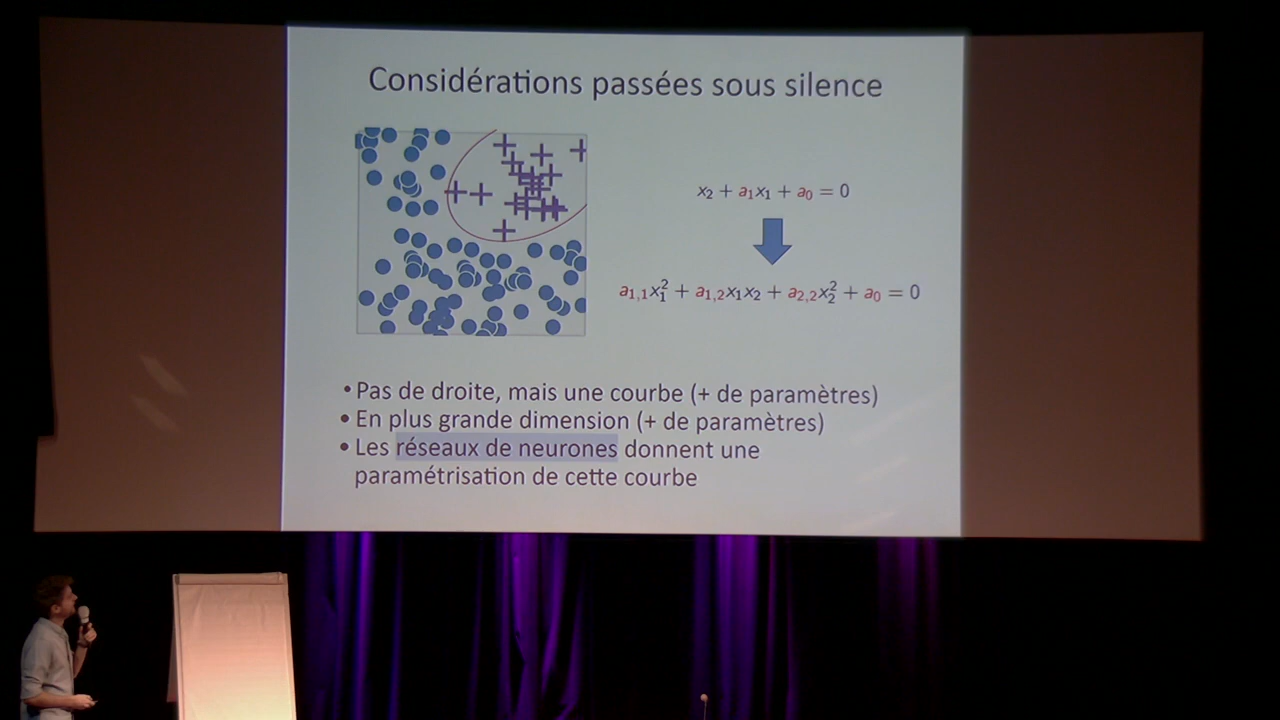 Considérations passées sous silence
x₂ + a₁x₁ + a₀ = 0
a₁,₁x₁² + a₁,₂x₁x₂ + a₂,₂x₂² + a₀ = 0
• Pas de droite, mais une courbe (+ de paramètres)
• En plus grande dimension (+ de paramètres)
• Les réseaux de neurones donnent une
paramétrisation de cette courbe